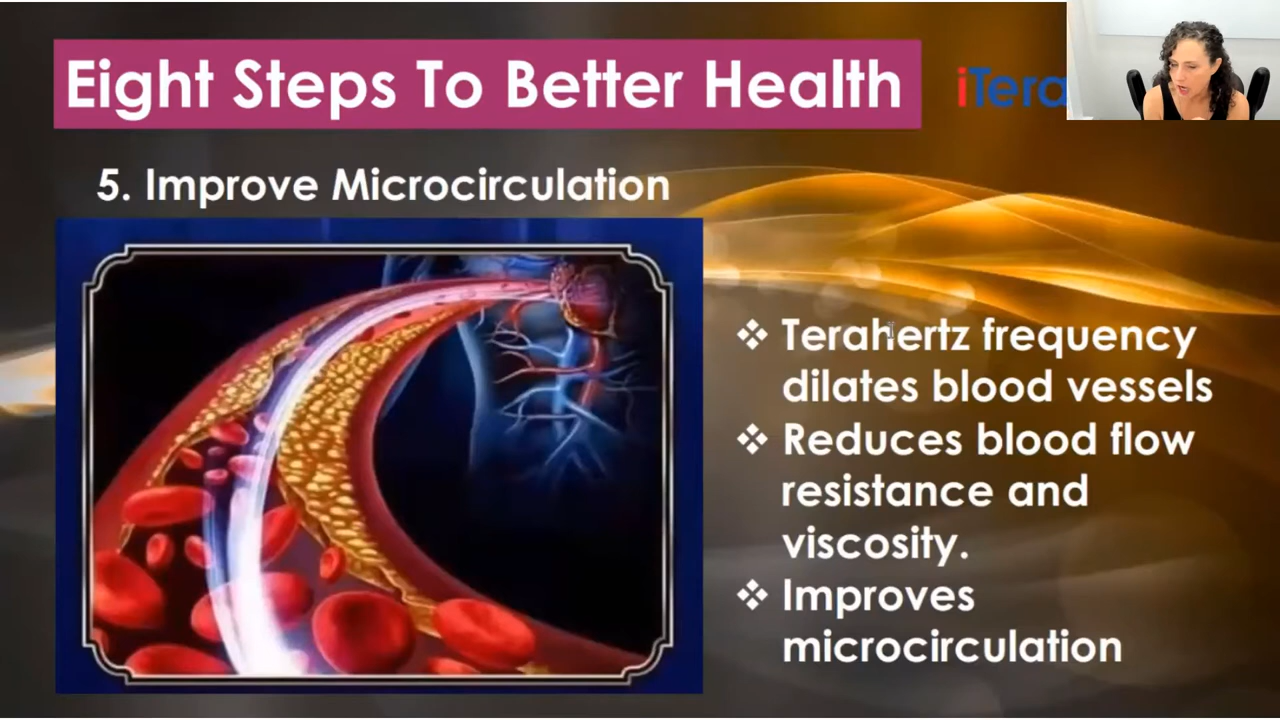 Eight Steps To Better Health
iTera
5. Improve Microcirculation
❖ Terahertz frequency
dilates blood vessels
❖ Reduces blood flow
resistance and
viscosity.
❖ Improves
microcirculation